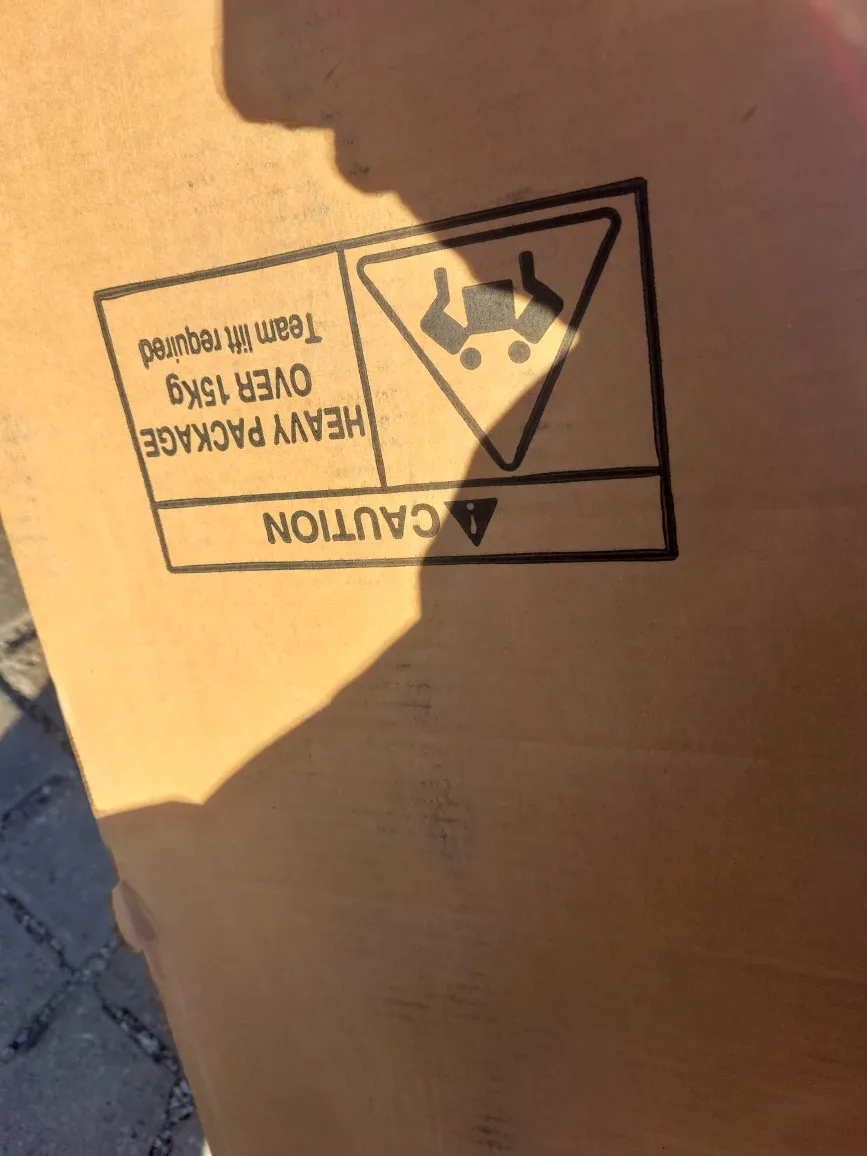 CAUTION
HEAVY PACKAGE
OVER 15Kg
Team lift required